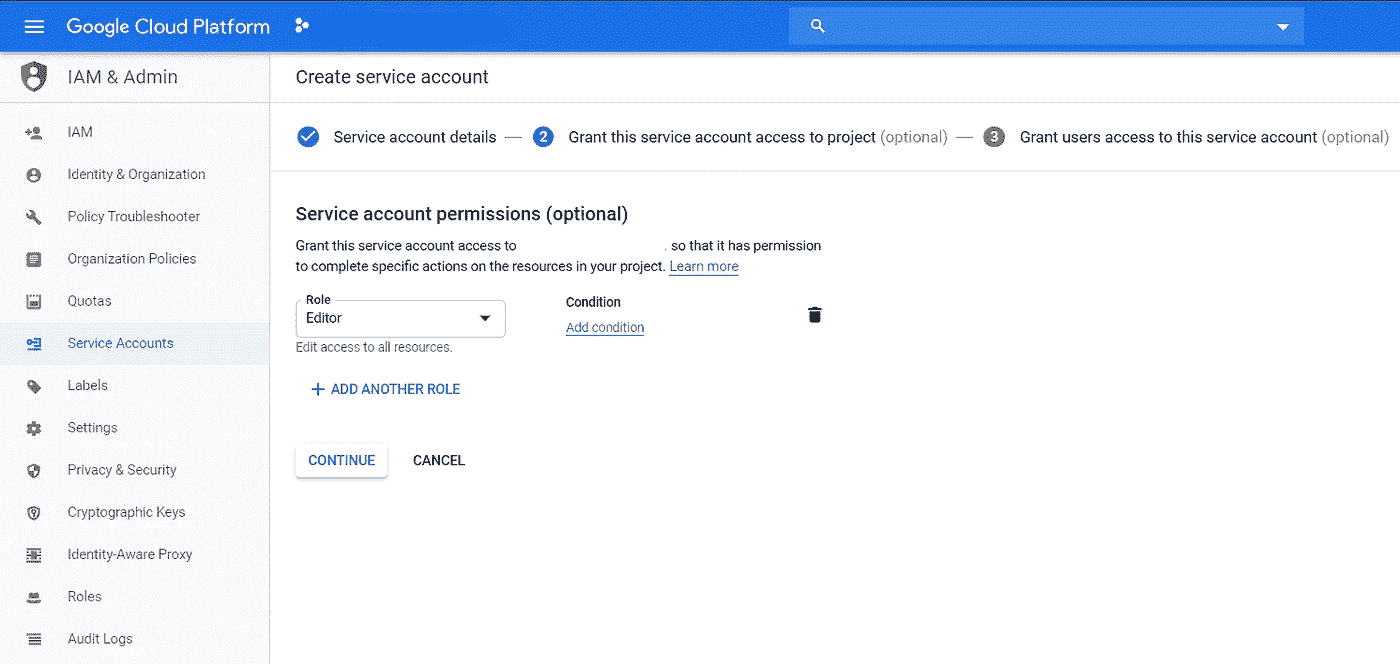 Google Cloud Platform
IAM & Admin
Create service account
IAM
Identity & Organization
Policy Troubleshooter
Organization Policies
Quotas
Service Accounts
Labels
Settings
Privacy & Security
Cryptographic Keys
Identity-Aware Proxy
Roles
Audit Logs
Service account details — 2 Grant this service account access to project (optional) — 3 Grant users access to this service account (optional)
Service account permissions (optional)
Grant this service account access to . so that it has permission
to complete specific actions on the resources in your project. Learn more
Role
Editor
Edit access to all resources.
Condition
Add condition
+ ADD ANOTHER ROLE
CONTINUE CANCEL